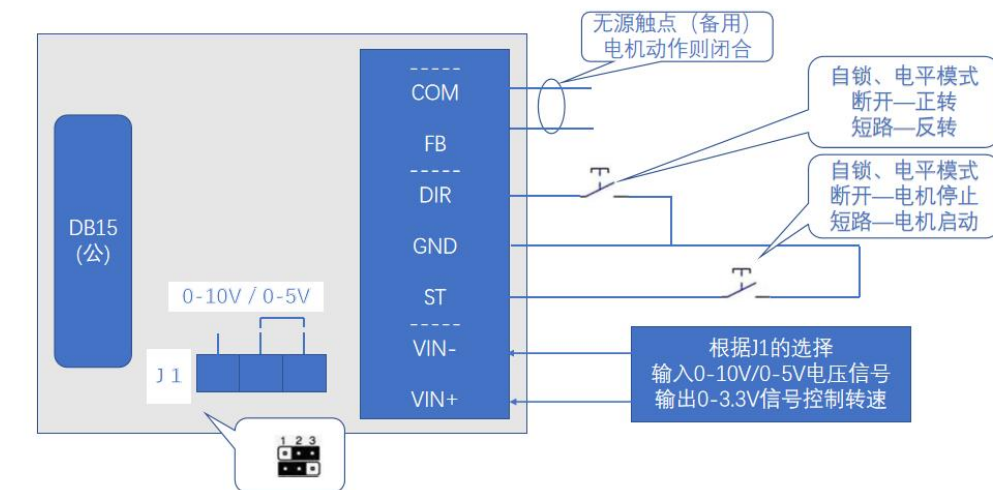 无源触点（备用）
电机动作则闭合
自锁、电平模式
断开—正转
短路—反转
自锁、电平模式
断开—电机停止
短路—电机启动
DB15
(公)
COM
FB
DIR
GND
ST
VIN-
VIN+
0-10V / 0-5V
J 1
1 2 3
根据J1的选择
输入0-10V/0-5V电压信号
输出0-3.3V信号控制转速